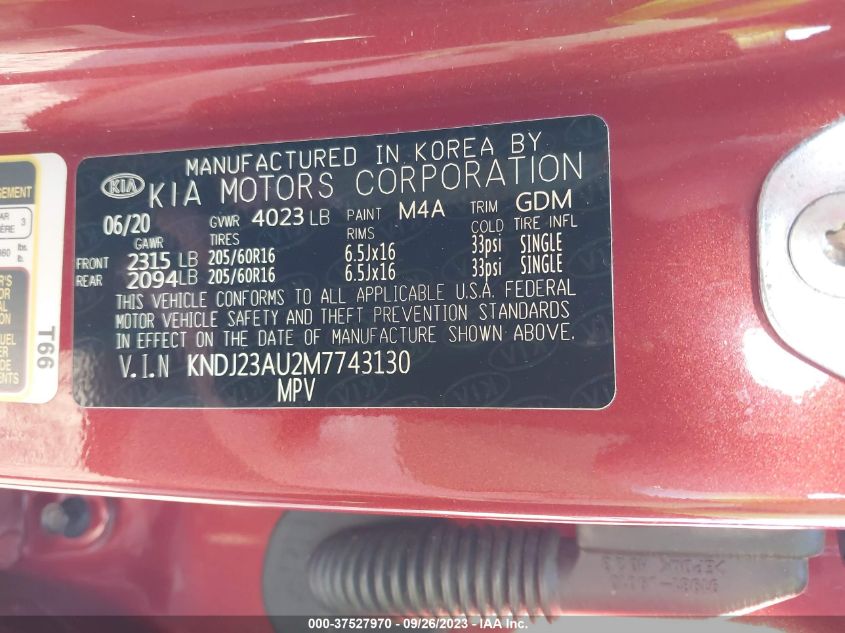 MANUFACTURED IN KOREA BY
KIA KIA MOTORS CORPORATION
06/20 GVWR 4023 LB PAINT M4A TRIM GDM
GAWR TIRES RIMS COLD TIRE INFL
FRONT 2315 LB 205/60R16 6.5Jx16 33psi SINGLE
REAR 2094 LB 205/60R16 6.5Jx16 33psi SINGLE
THIS VEHICLE CONFORMS TO ALL APPLICABLE U.S.A. FEDERAL
MOTOR VEHICLE SAFETY AND THEFT PREVENTION STANDARDS
IN EFFECT ON THE DATE OF MANUFACTURE SHOWN ABOVE.
V.I.N KNDJ23AU2M7743130
MPV
T66
000-37527970 - 09/26/2023 - IAA Inc.